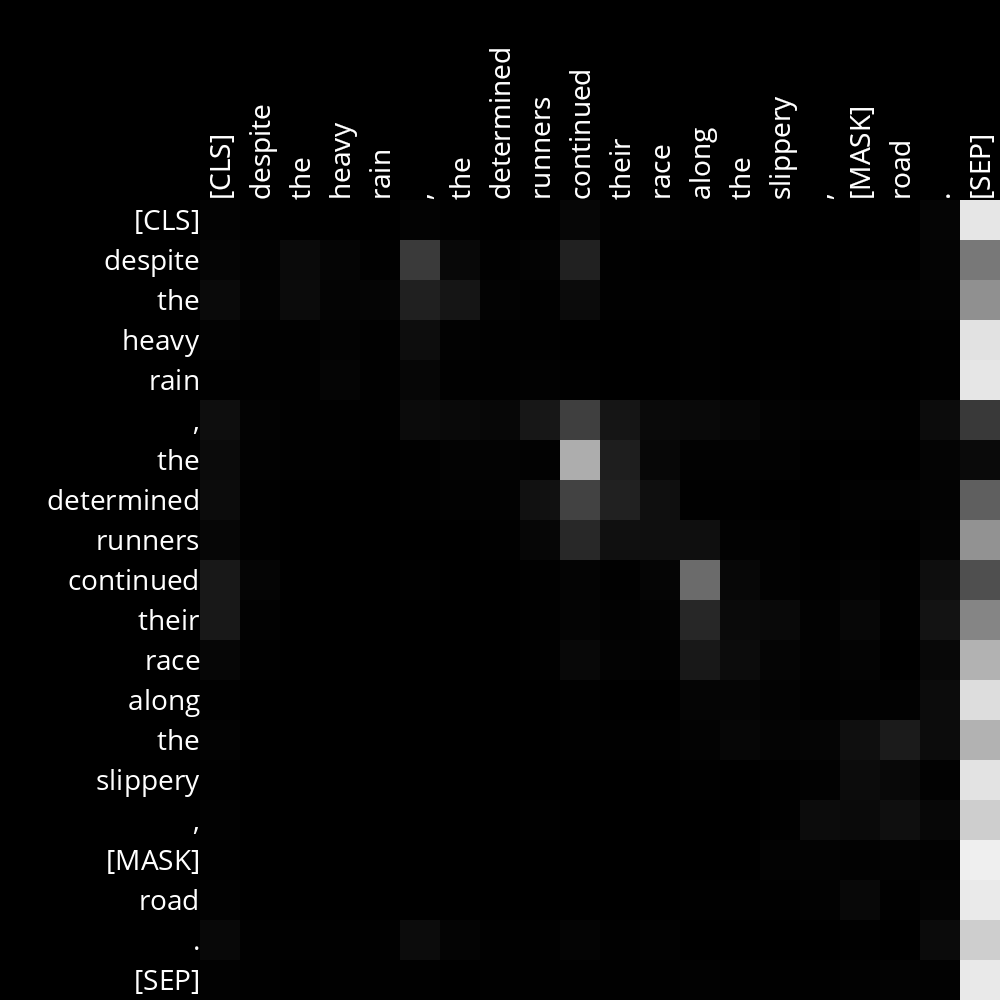 [CLS] despite the heavy rain , the determined runners continued their race along the slippery , [MASK] road . [SEP]
[CLS]
despite
the
heavy
rain
,
the
determined
runners
continued
their
race
along
the
slippery
,
[MASK]
road
.
[SEP]